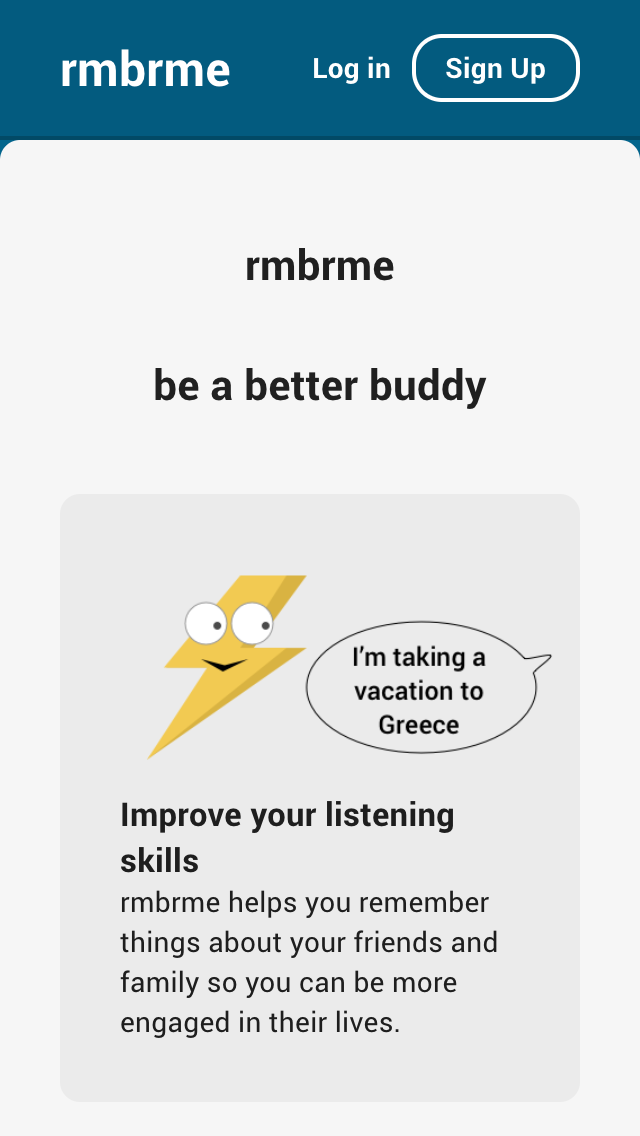 rmbrme
Log in
Sign Up
rmbrme
be a better buddy
I'm taking a
vacation to
Greece
Improve your listening
skills
rmbrme helps you remember
things about your friends and
family so you can be more
engaged in their lives.